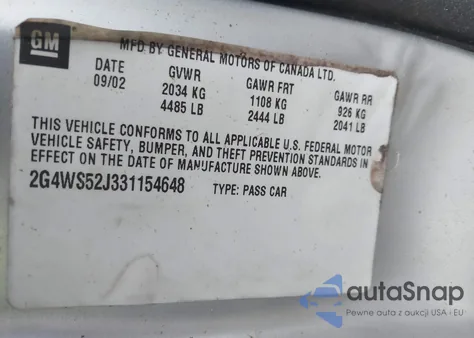 GM
MFD BY GENERAL MOTORS OF CANADA LTD.
DATE GVWR GAWR FRT GAWR RR
09/02 2034 KG 1108 KG 926 KG
4485 LB 2444 LB 2041 LB
THIS VEHICLE CONFORMS TO ALL APPLICABLE U.S. FEDERAL MOTOR
VEHICLE SAFETY, BUMPER, AND THEFT PREVENTION STANDARDS IN
EFFECT ON THE DATE OF MANUFACTURE SHOWN ABOVE.
2G4WS52J331154648 TYPE: PASS CAR
autoSnap
Pewne auta z aukcji USA - EU